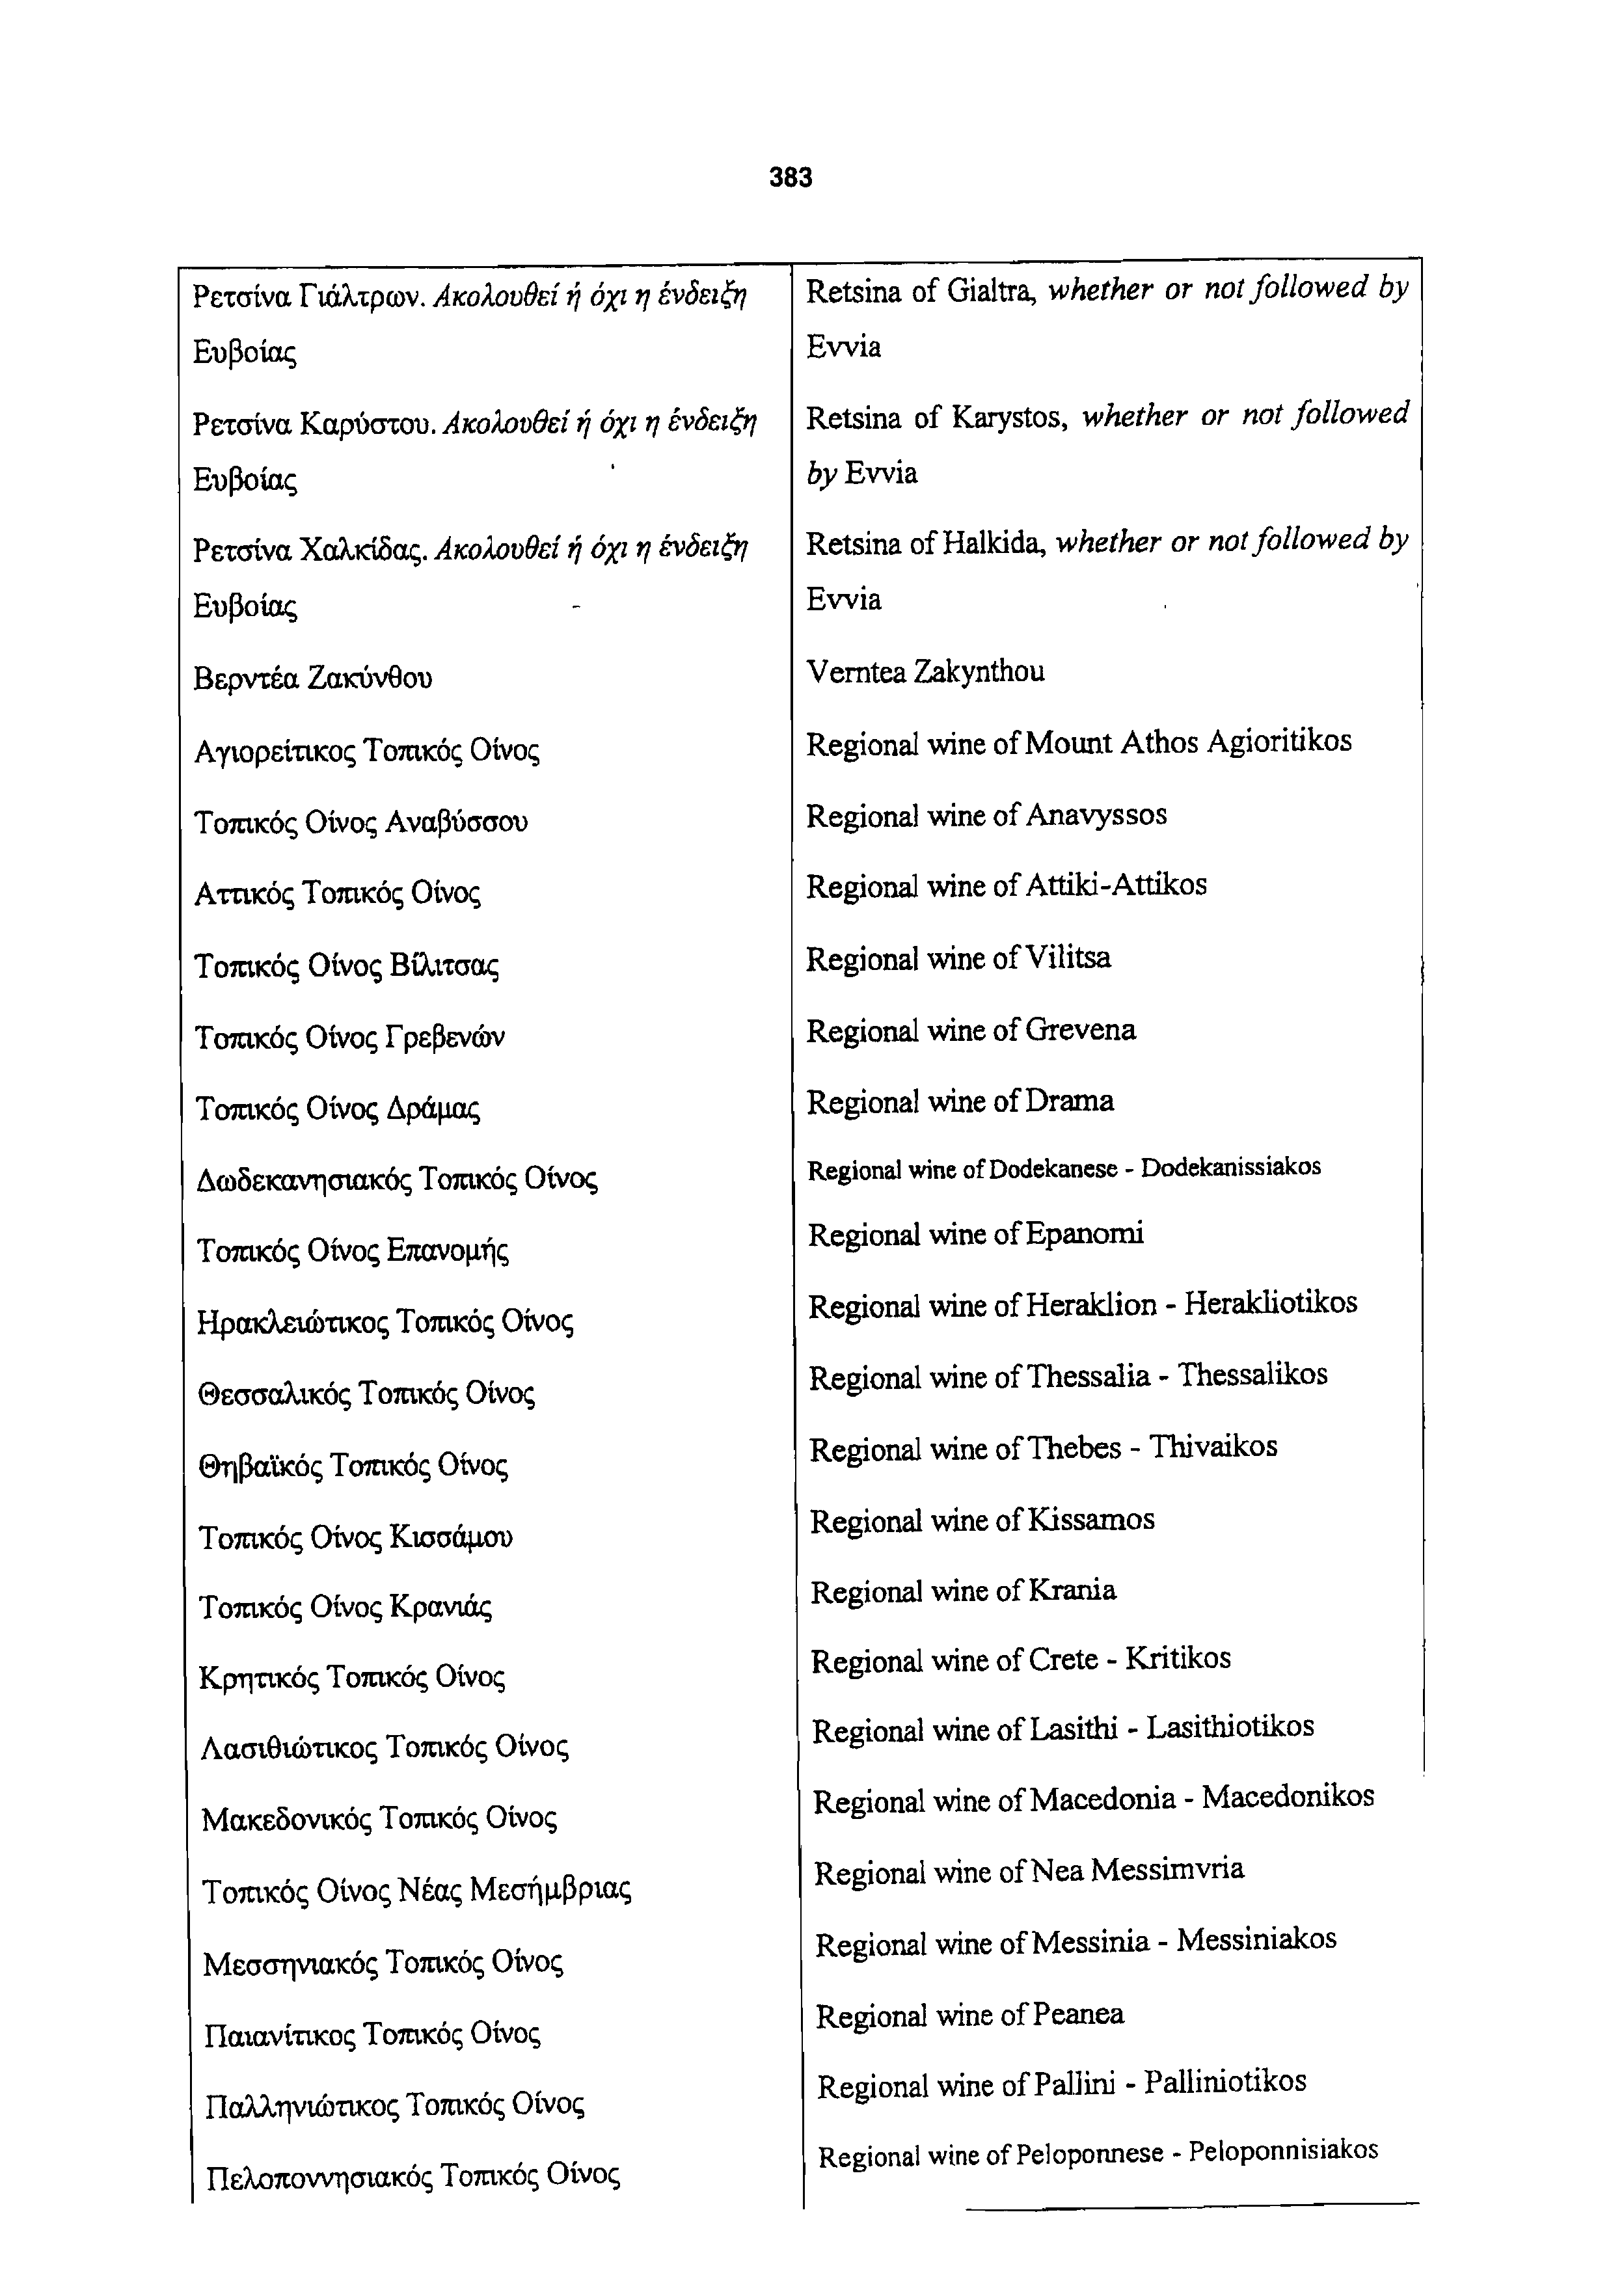 383
Ρετσίνα Γιάλτρων. Ακολουθεί ή όχι η ένδειξη
Ευβοίας
Retsina of Gialtra, whether or not followed by
Evvia
Ρετσίνα Καρύστου. Ακολουθεί ή όχι η ένδειξη
Ευβοίας
Retsina of Karystos, whether or not followed
by Evvia
Ρετσίνα Χαλκίδας. Ακολουθεί ή όχι η ένδειξη
Ευβοίας
Retsina of Halkida, whether or not followed by
Evvia
Βερντέα Ζακύνθου
Verntea Zakynthou
Αγιορείτικος Τοπικός Οίνος
Regional wine of Mount Athos Agioritikos
Τοπικός Οίνος Αναβύσσου
Regional wine of Anavyssos
Αττικός Τοπικός Οίνος
Regional wine of Attiki-Attikos
Τοπικός Οίνος Βίλιτσας
Regional wine of Vilitsa
Τοπικός Οίνος Γρεβενών
Regional wine of Grevena
Τοπικός Οίνος Δράμας
Regional wine of Drama
Δωδεκανησιακός Τοπικός Οίνος
Regional wine of Dodekanese - Dodekanissiakos
Τοπικός Οίνος Επανομής
Regional wine of Epanomi
Ηρακλειώτικος Τοπικός Οίνος
Regional wine of Heraklion - Herakliotikos
Θεσσαλικός Τοπικός Οίνος
Regional wine of Thessalia - Thessalikos
Θηβαϊκός Τοπικός Οίνος
Regional wine of Thebes - Thivaikos
Τοπικός Οίνος Κισσάμου
Regional wine of Kissamos
Τοπικός Οίνος Κρανιάς
Regional wine of Krania
Κρητικός Τοπικός Οίνος
Regional wine of Crete - Kritikos
Λασιθιώτικος Τοπικός Οίνος
Regional wine of Lasithi - Lasithiotikos
Μακεδονικός Τοπικός Οίνος
Regional wine of Macedonia - Macedonikos
Τοπικός Οίνος Νέας Μεσήμβριας
Regional wine of Nea Messimvria
Μεσσηνιακός Τοπικός Οίνος
Regional wine of Messinia - Messiniakos
Παιανίτικος Τοπικός Οίνος
Regional wine of Peanea
Παλληνιώτικος Τοπικός Οίνος
Regional wine of Pallini - Palliniotikos
Πελοποννησιακός Τοπικός Οίνος
Regional wine of Peloponnese - Peloponnisiakos